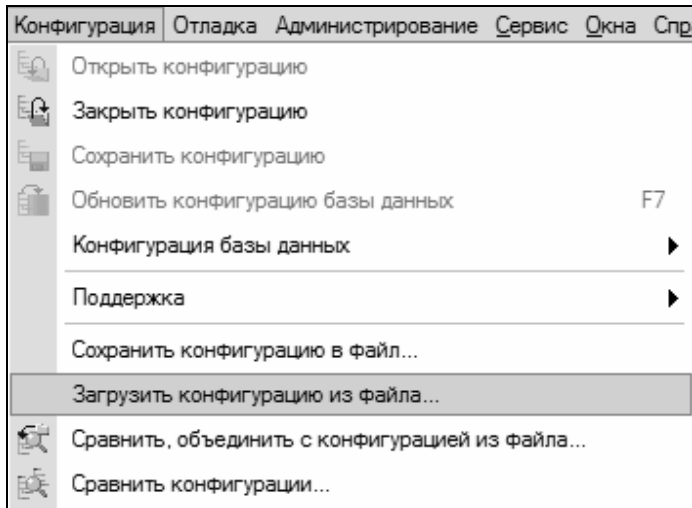 Конфигурация Отладка Администрирование Сервис Окна Спр
Открыть конфигурацию
Закрыть конфигурацию
Сохранить конфигурацию
Обновить конфигурацию базы данных F7
Конфигурация базы данных
Поддержка
Сохранить конфигурацию в файл...
Загрузить конфигурацию из файла...
Сравнить, объединить с конфигурацией из файла...
Сравнить конфигурации...